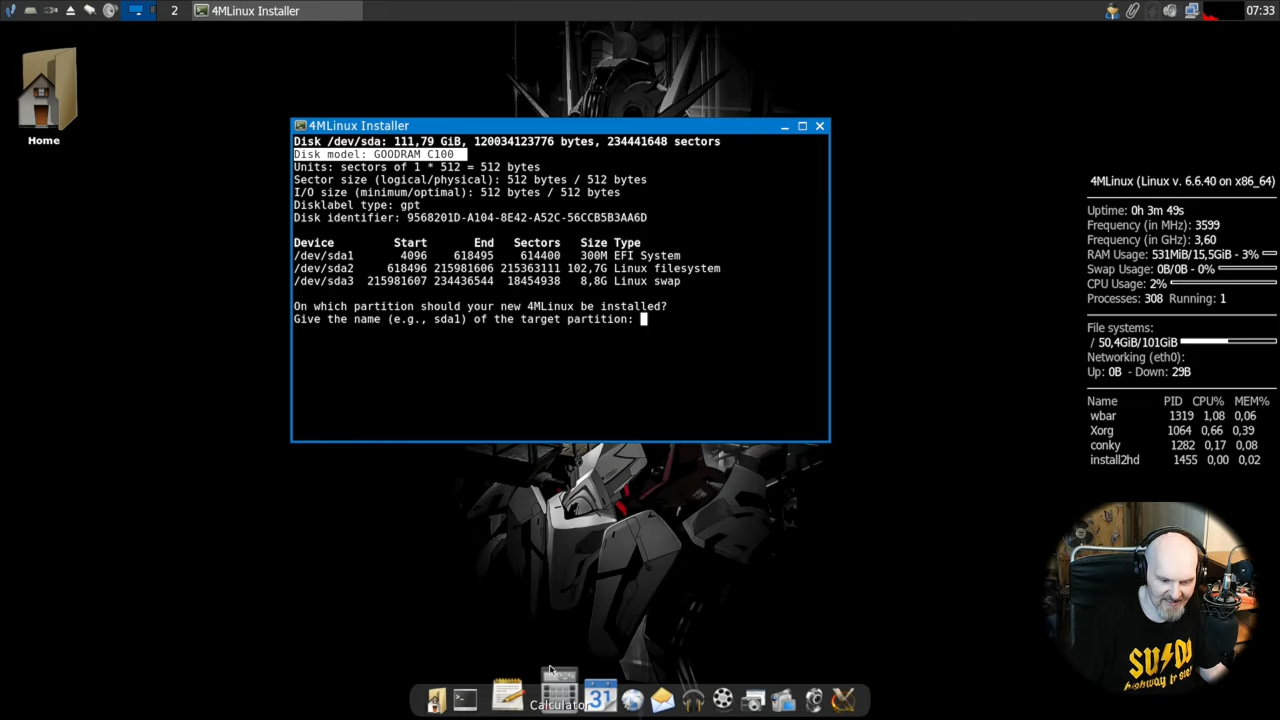 2
4MLinux Installer
07:33
Home
4MLinux Installer
Disk /dev/sda: 111,79 GiB, 120034123776 bytes, 234441648 sectors
Disk model: GOODRAM C100
Units: sectors of 1 * 512 = 512 bytes
Sector size (logical/physical): 512 bytes / 512 bytes
I/O size (minimum/optimal): 512 bytes / 512 bytes
Disklabel type: gpt
Disk identifier: 9568201D-A104-8E42-A52C-56CCB5B3AA6D
Device Start End Sectors Size Type
/dev/sda1 4096 618495 614400 300M EFI System
/dev/sda2 618496 215981606 215363111 102,7G Linux filesystem
/dev/sda3 215981607 234436544 18454938 8,8G Linux swap
On which partition should your new 4MLinux be installed?
Give the name (e.g., sda1) of the target partition:
4MLinux (Linux v. 6.6.40 on x86_64)
Uptime: 0h 3m 49s
Frequency (in MHz): 3599
Frequency (in GHz): 3,60
RAM Usage: 531MiB/15,5GiB - 3%
Swap Usage: 0B/0B - 0%
CPU Usage: 2%
Processes: 308 Running: 1
File systems:
/ 50,4GiB/101GiB
Networking (eth0):
Up: 0B - Down: 29B
Name PID CPU% MEM%
wbar 1319 1,08 0,06
Xorg 1064 0,66 0,39
conky 1282 0,17 0,08
install2hd 1455 0,00 0,02
SU DU
highway to
31
Calculator